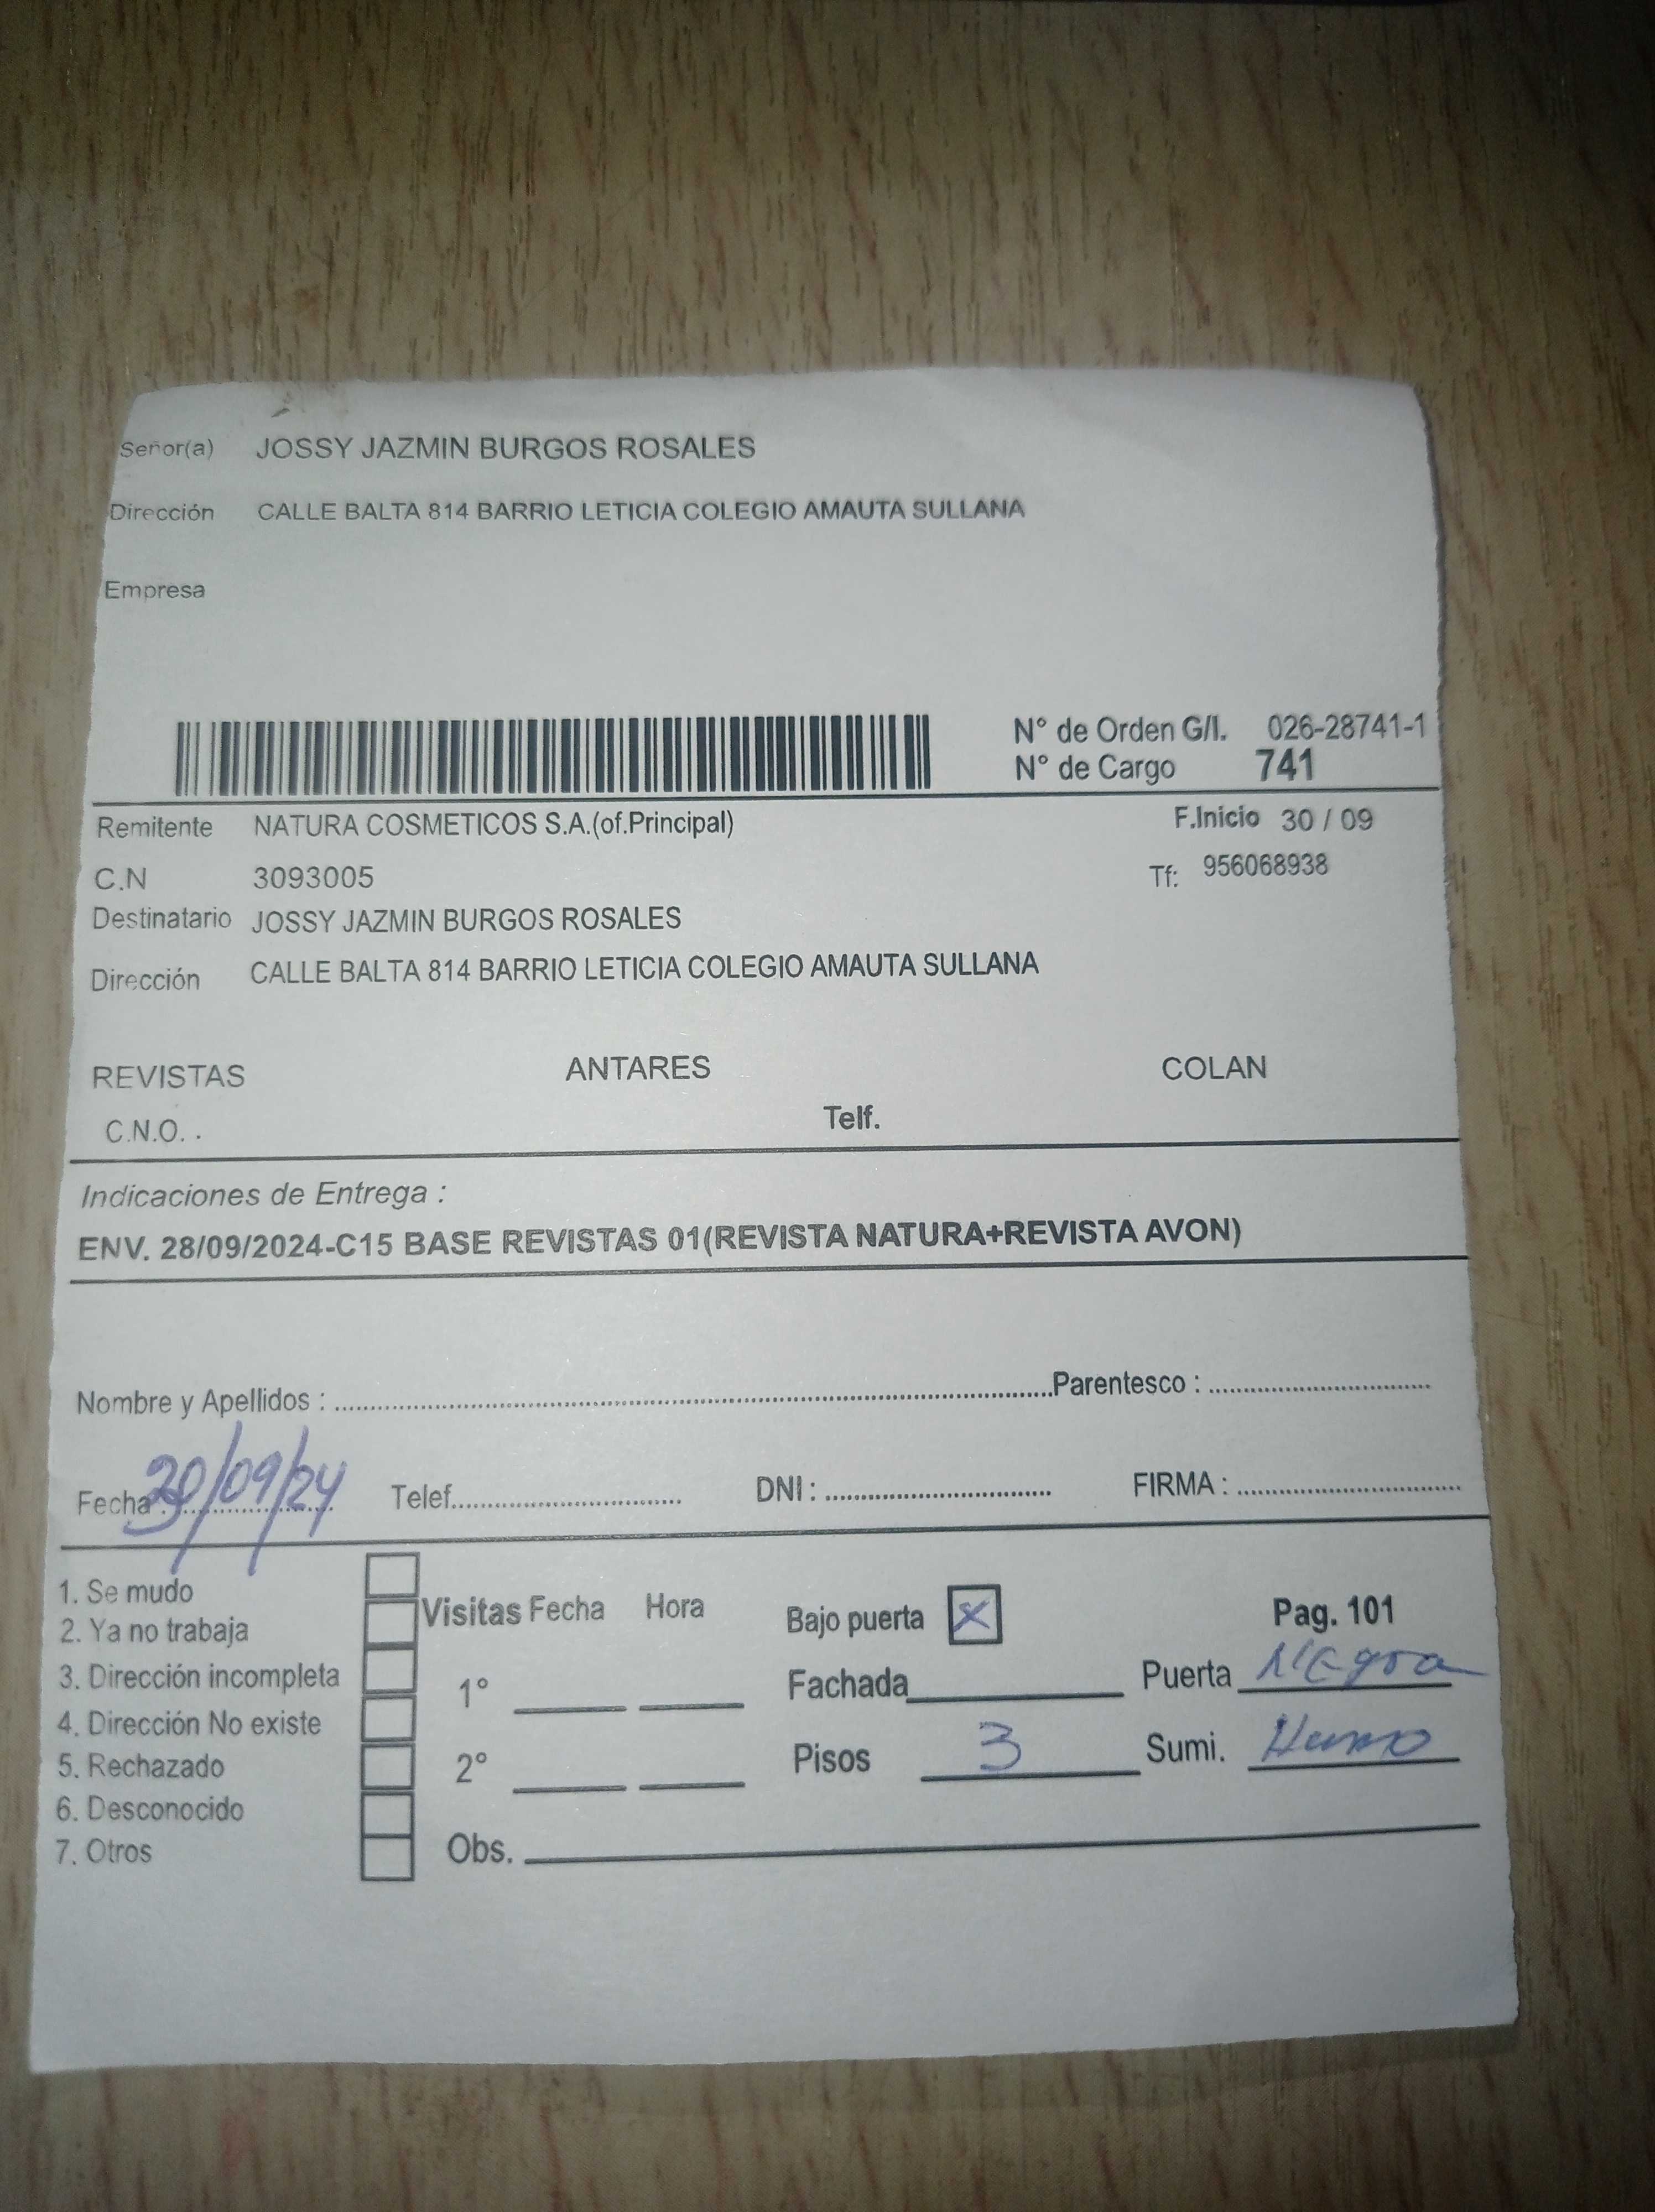 Señor(a) JOSSY JAZMIN BURGOS ROSALES
Dirección CALLE BALTA 814 BARRIO LETICIA COLEGIO AMAUTA SULLANA
Empresa
N° de Orden G/I. 026-28741-1
N° de Cargo 741
Remitente NATURA COSMETICOS S.A.(of.Principal) F.Inicio 30 / 09
C.N 3093005 Tf: 956068938
Destinatario JOSSY JAZMIN BURGOS ROSALES
Dirección CALLE BALTA 814 BARRIO LETICIA COLEGIO AMAUTA SULLANA
REVISTAS ANTARES COLAN
C.N.O. . Telf.
Indicaciones de Entrega :
ENV. 28/09/2024-C15 BASE REVISTAS 01(REVISTA NATURA+REVISTA AVON)
Nombre y Apellidos : Parentesco :
Fecha : 30/09/24 Telef. DNI : FIRMA :
1. Se mudo
2. Ya no trabaja
3. Dirección incompleta
4. Dirección No existe
5. Rechazado
6. Desconocido
7. Otros
Visitas Fecha Hora
1°
2°
Bajo puerta X Pag. 101
Fachada Puerta NEgra
Pisos 3 Sumi.
Obs.